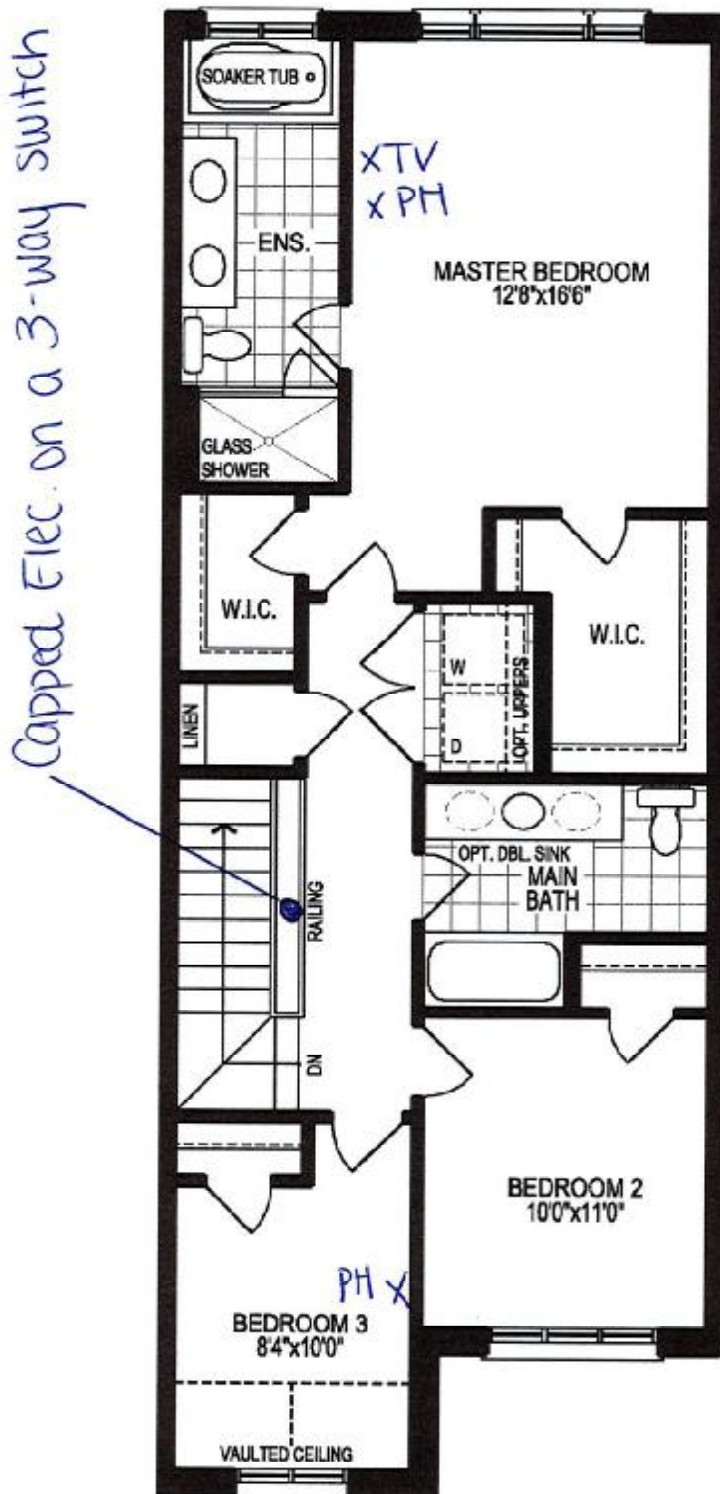 Capped Elec. on a 3-way switch
SOAKER TUB
X TV
X PH
ENS.
MASTER BEDROOM
12'8"x16'6"
GLASS
SHOWER
W.I.C.
W.I.C.
W
D
OPT. UPPERS
LINEN
OPT. DBL. SINK
MAIN
BATH
RAILING
DN
BEDROOM 2
10'0"x11'0"
PH X
BEDROOM 3
8'4"x10'0"
VAULTED CEILING